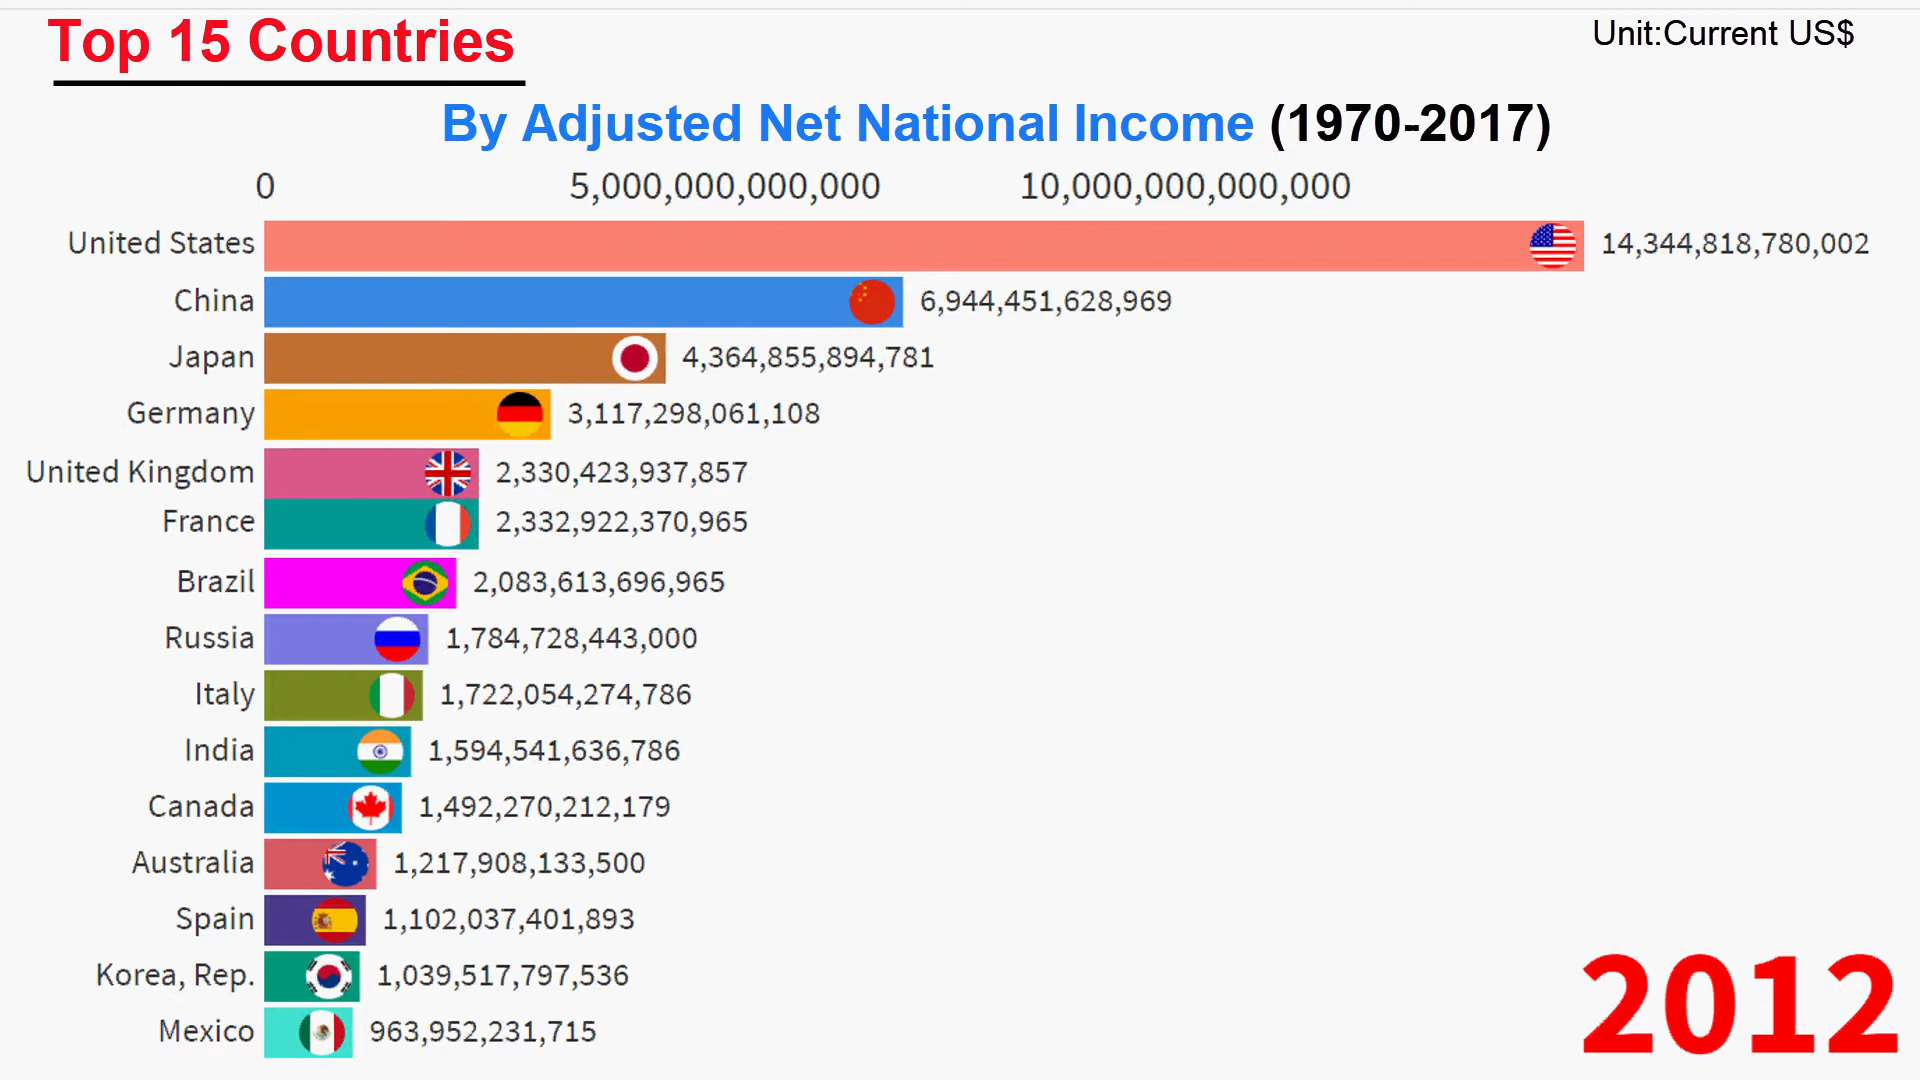 Top 15 Countries
Unit:Current US$
By Adjusted Net National Income (1970-2017)
0 5,000,000,000,000 10,000,000,000,000
United States 14,344,818,780,002
China 6,944,451,628,969
Japan 4,364,855,894,781
Germany 3,117,298,061,108
United Kingdom 2,330,423,937,857
France 2,332,922,370,965
Brazil 2,083,613,696,965
Russia 1,784,728,443,000
Italy 1,722,054,274,786
India 1,594,541,636,786
Canada 1,492,270,212,179
Australia 1,217,908,133,500
Spain 1,102,037,401,893
Korea, Rep. 1,039,517,797,536
Mexico 963,952,231,715
2012